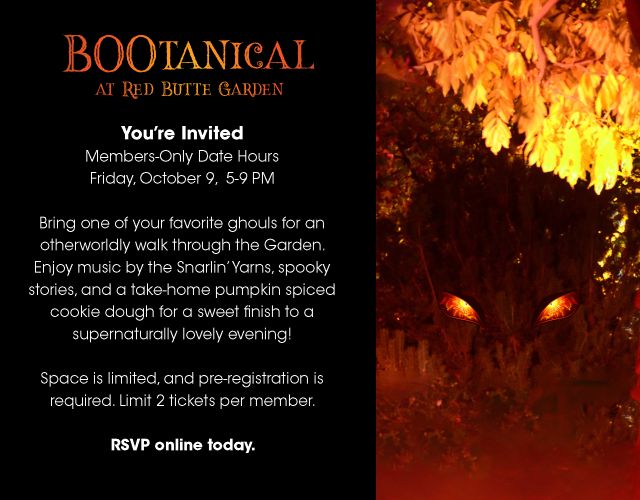 BOOTANICAL
AT RED BUTTE GARDEN
You're Invited
Members-Only Date Hours
Friday, October 9, 5-9 PM
Bring one of your favorite ghouls for an
otherworldly walk through the Garden.
Enjoy music by the Snarlin' Yarns, spooky
stories, and a take-home pumpkin spiced
cookie dough for a sweet finish to a
supernaturally lovely evening!
Space is limited, and pre-registration is
required. Limit 2 tickets per member.
RSVP online today.